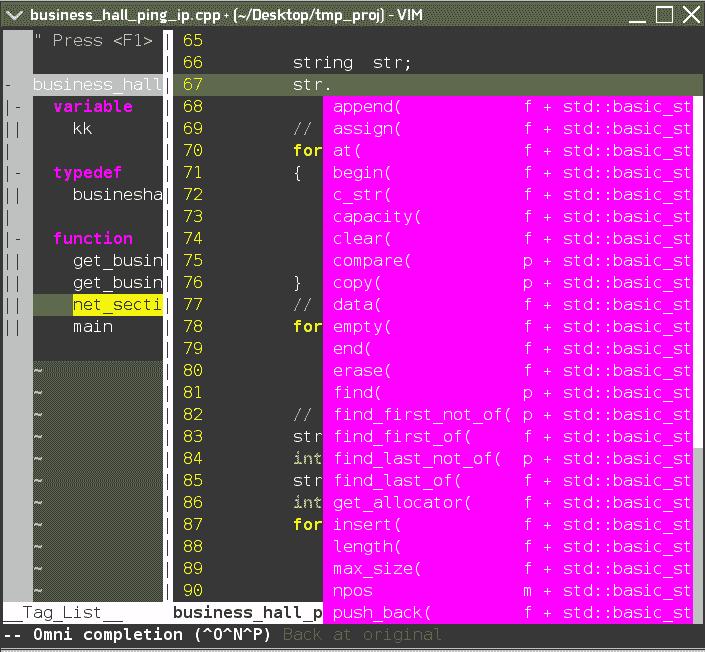 business_hall_ping_ip.cpp + (~/Desktop/tmp_proj) - VIM
" Press <F1> | 65
| 66 string str;
- business_hall| 67 str.
|- variable | 68 append( f + std::basic_st
|| kk | 69 // assign( f + std::basic_st
| | 70 for at( f + std::basic_st
|- typedef | 71 { begin( f + std::basic_st
|| businesha| 72 c_str( f + std::basic_st
| | 73 capacity( f + std::basic_st
|- function | 74 clear( f + std::basic_st
|| get_busin| 75 compare( p + std::basic_st
|| get_busin| 76 } copy( p + std::basic_st
|| net_secti| 77 // data( f + std::basic_st
|| main | 78 for empty( f + std::basic_st
| 79 end( f + std::basic_st
~ | 80 erase( f + std::basic_st
~ | 81 find( p + std::basic_st
~ | 82 // find_first_not_of( p + std::basic_st
~ | 83 str find_first_of( f + std::basic_st
~ | 84 int find_last_not_of( p + std::basic_st
~ | 85 str find_last_of( f + std::basic_st
~ | 86 int get_allocator( f + std::basic_st
~ | 87 for insert( f + std::basic_st
~ | 88 length( f + std::basic_st
~ | 89 max_size( f + std::basic_st
~ | 90 npos m + std::basic_st
__Tag_List__ business_hall_p push_back( f + std::basic_st
-- Omni completion (^O^N^P) Back at original